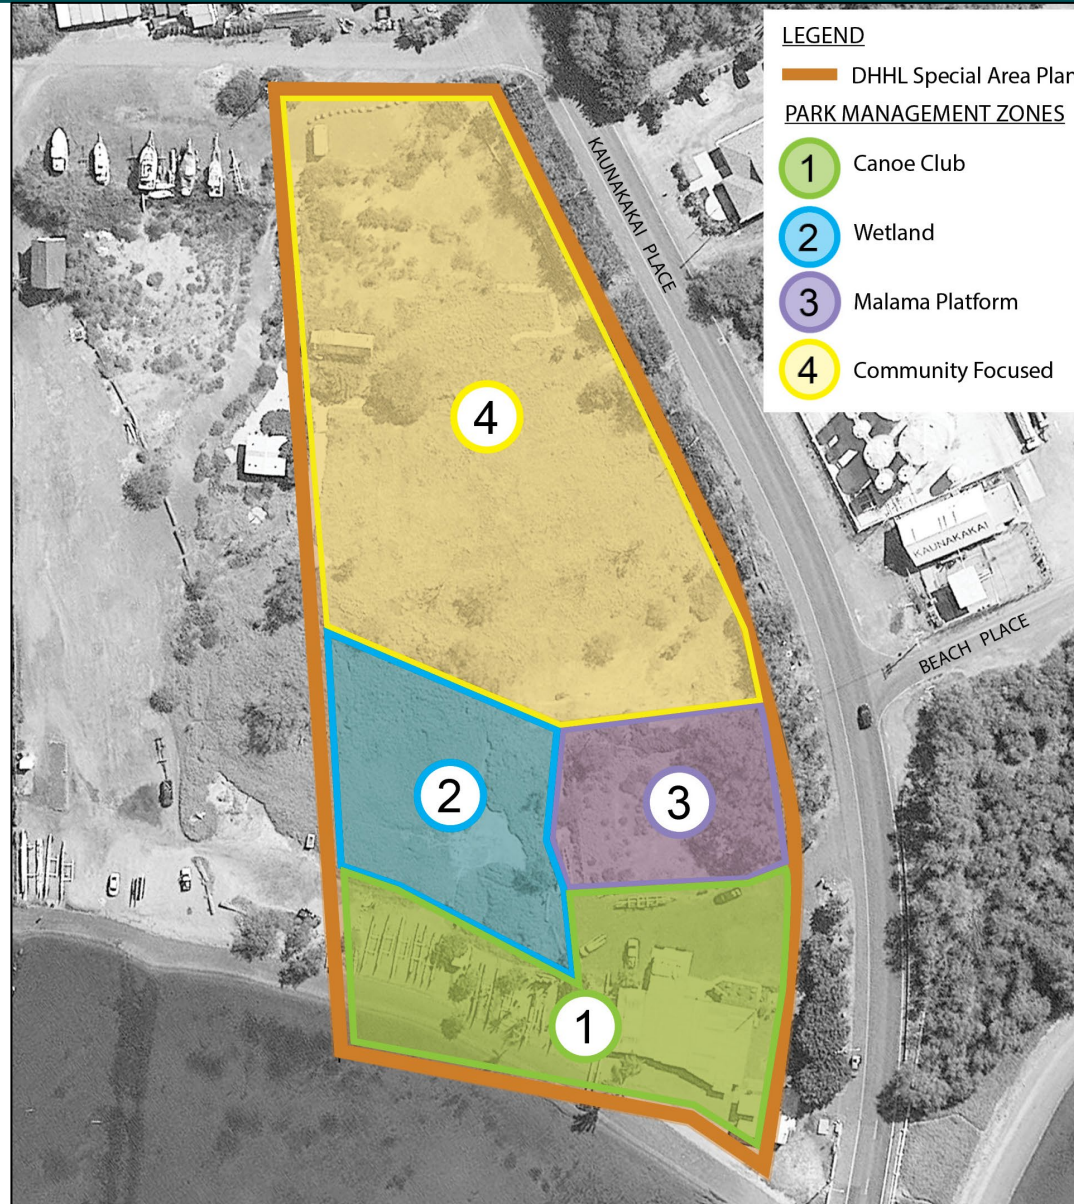 LEGEND
DHHL Special Area Plan
PARK MANAGEMENT ZONES
1 Canoe Club
2 Wetland
3 Malama Platform
4 Community Focused
KAUNAKAKAI PLACE
4
KAUNAKAKAI
BEACH PLACE
2
3
1